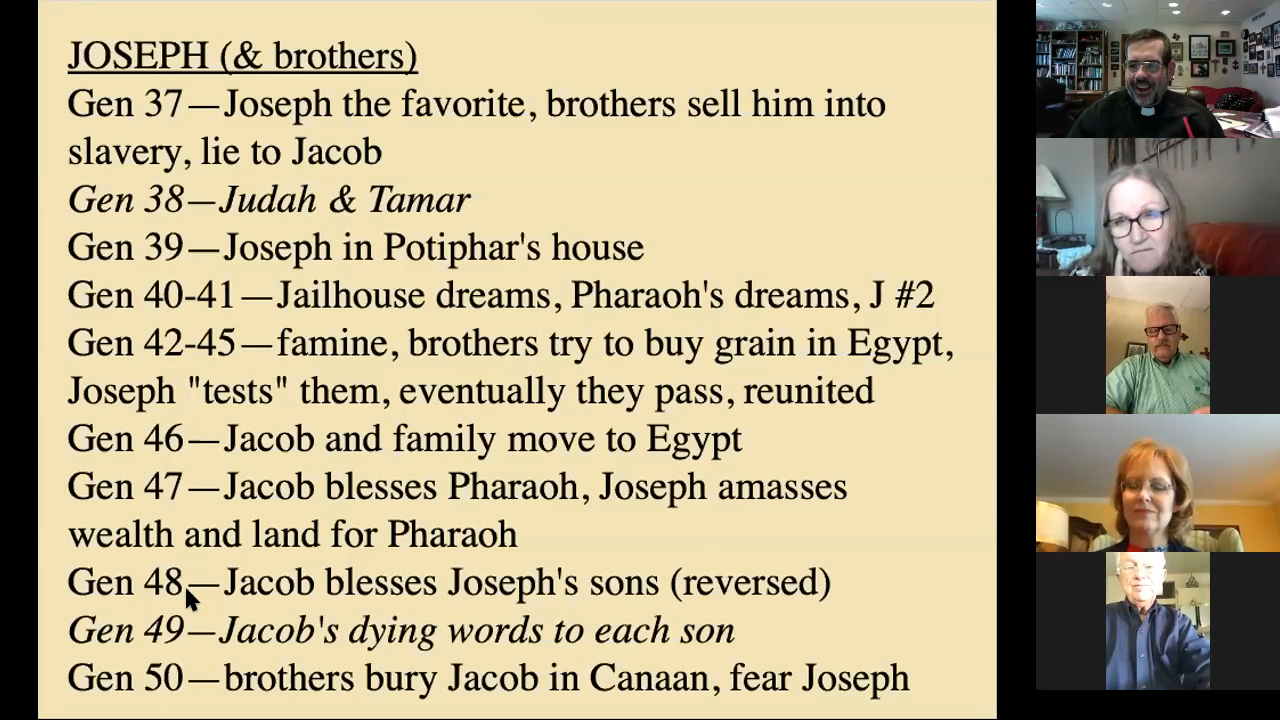 JOSEPH (& brothers)
Gen 37—Joseph the favorite, brothers sell him into
slavery, lie to Jacob
Gen 38—Judah & Tamar
Gen 39—Joseph in Potiphar's house
Gen 40-41—Jailhouse dreams, Pharaoh's dreams, J #2
Gen 42-45—famine, brothers try to buy grain in Egypt,
Joseph "tests" them, eventually they pass, reunited
Gen 46—Jacob and family move to Egypt
Gen 47—Jacob blesses Pharaoh, Joseph amasses
wealth and land for Pharaoh
Gen 48—Jacob blesses Joseph's sons (reversed)
Gen 49—Jacob's dying words to each son
Gen 50—brothers bury Jacob in Canaan, fear Joseph